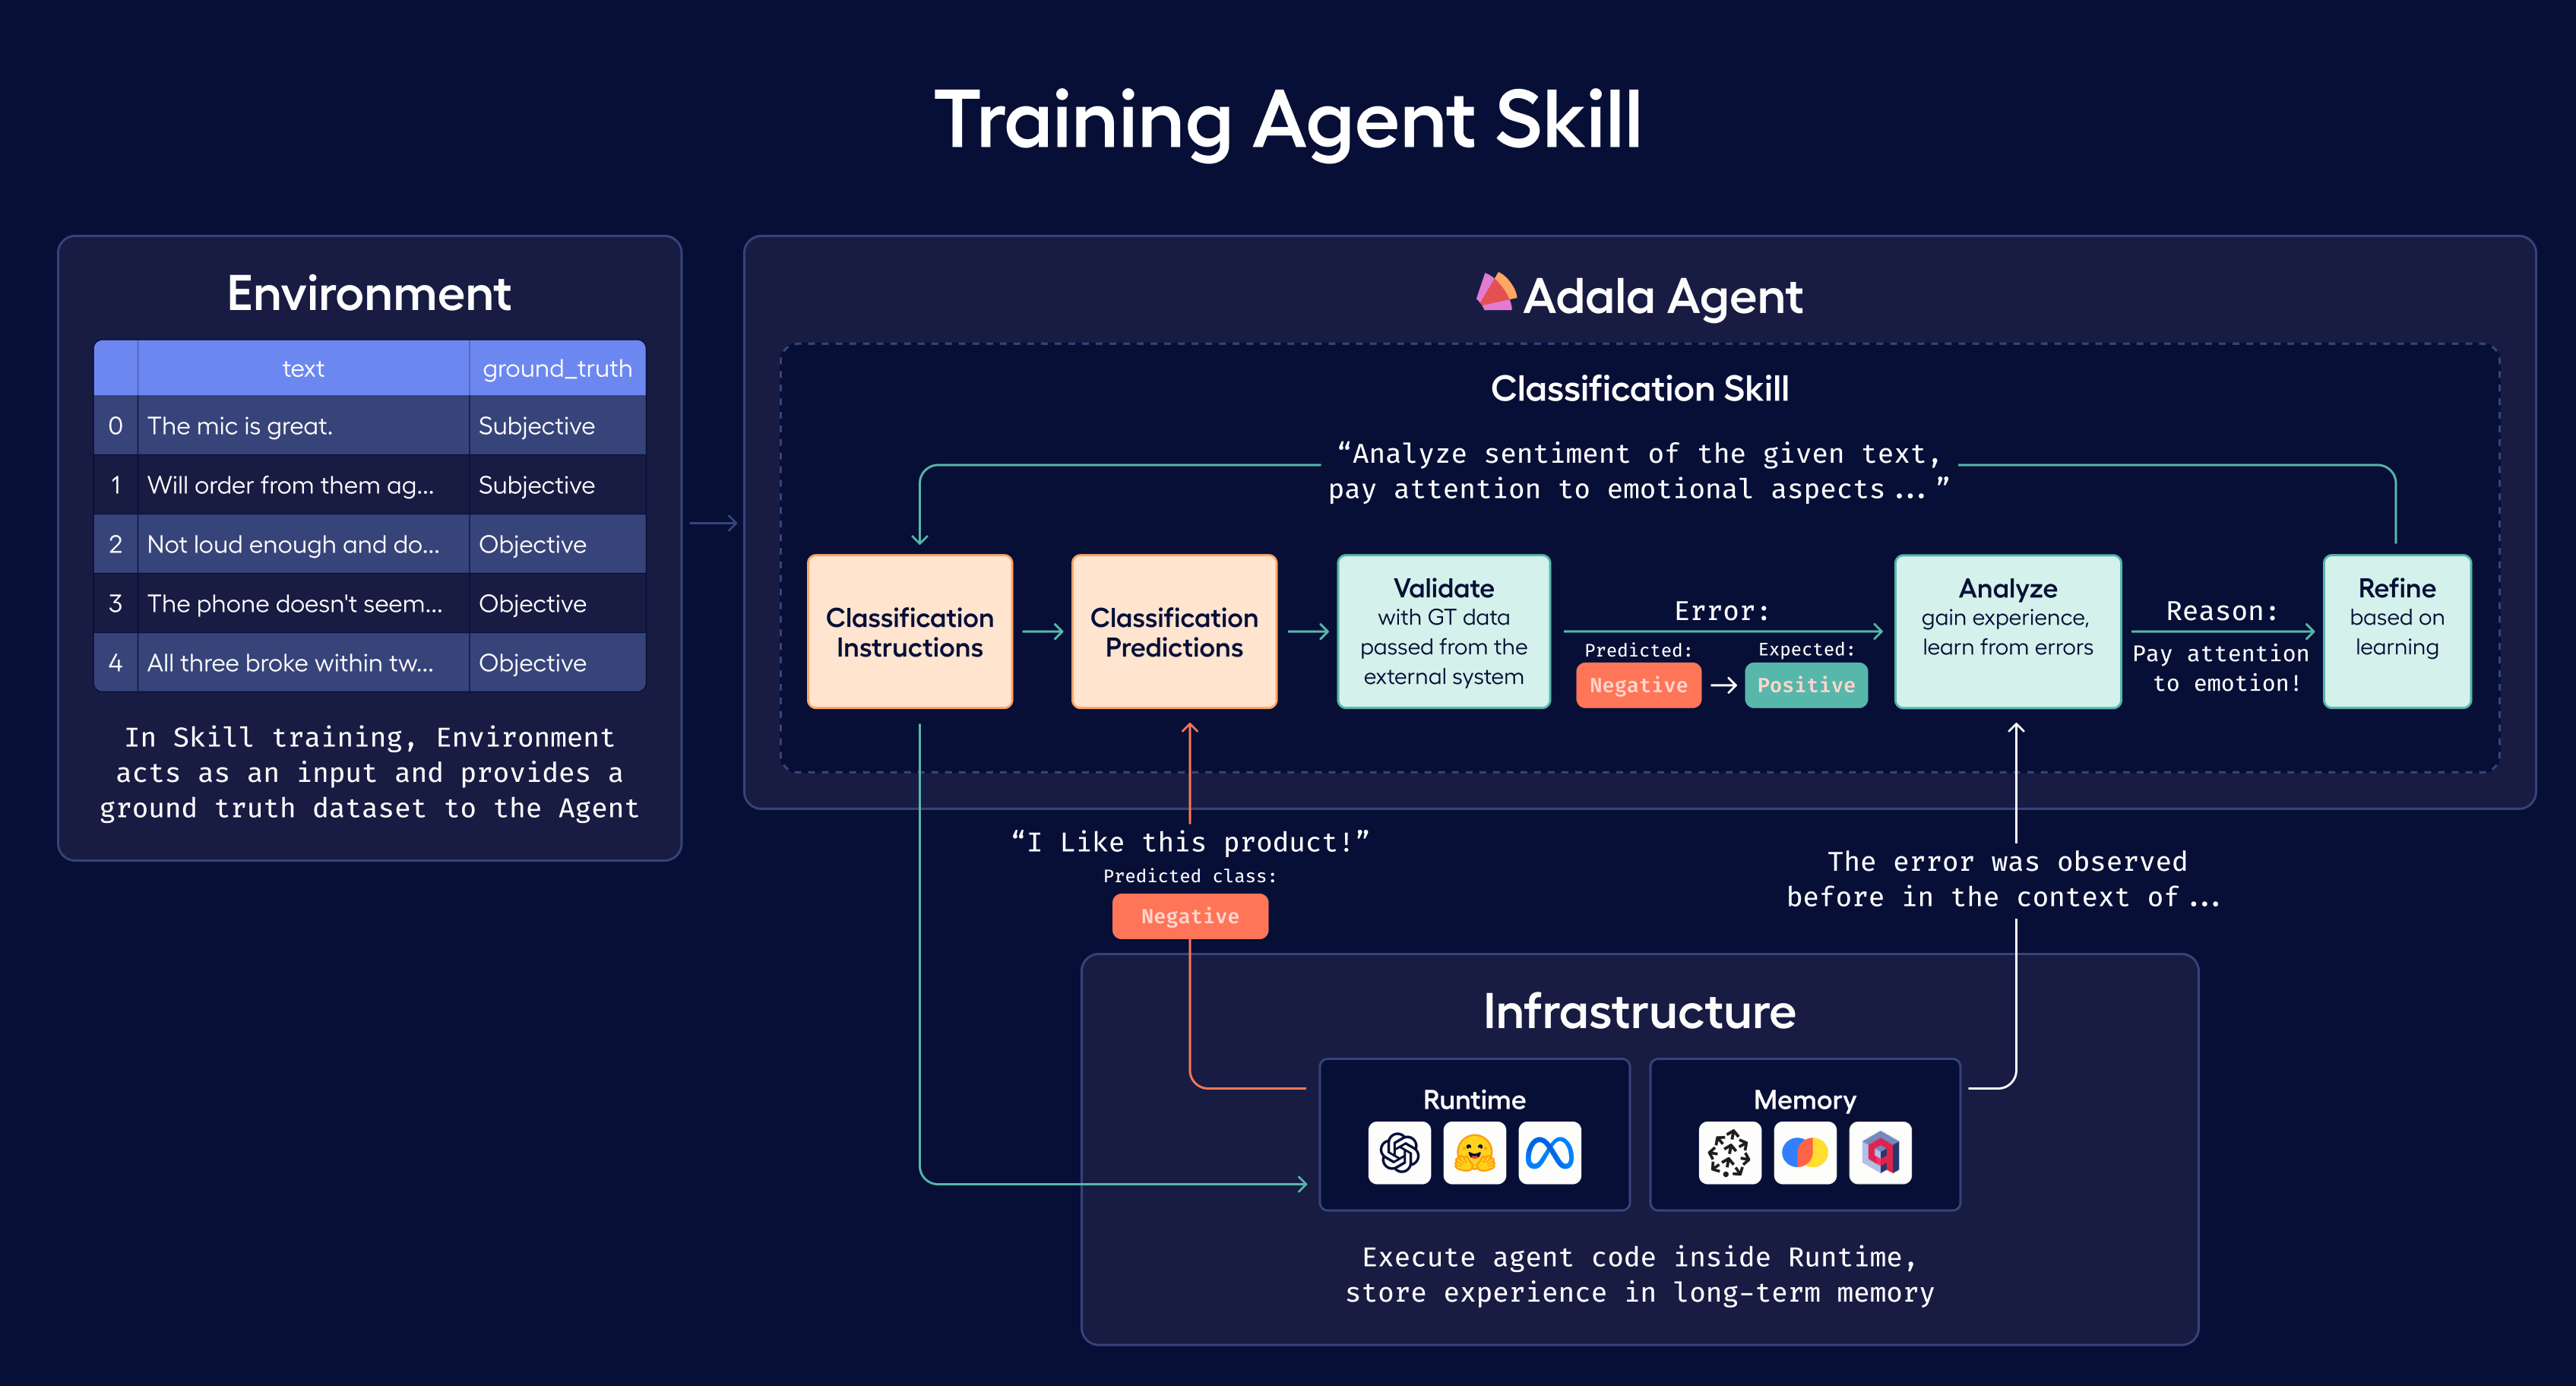 Training Agent Skill
Environment
text ground_truth
0 The mic is great. Subjective
1 Will order from them ag... Subjective
2 Not loud enough and do... Objective
3 The phone doesn't seem... Objective
4 All three broke within tw... Objective
In Skill training, Environment
acts as an input and provides a
ground truth dataset to the Agent
Adala Agent
Classification Skill
“Analyze sentiment of the given text,
pay attention to emotional aspects...”
Classification
Instructions
Classification
Predictions
Validate
with GT data
passed from the
external system
Error:
Predicted: Expected:
Negative → Positive
Analyze
gain experience,
learn from errors
Reason:
Pay attention
to emotion!
Refine
based on
learning
“I Like this product!”
Predicted class:
Negative
The error was observed
before in the context of...
Infrastructure
Runtime
Memory
Execute agent code inside Runtime,
store experience in long-term memory